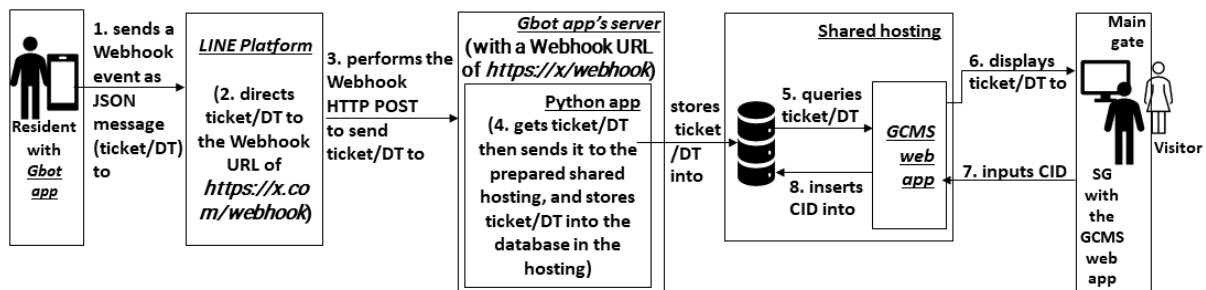 Resident
with Gbot
app
1. sends a
Webhook
event as
JSON
message
(ticket/DT)
to
LINE Platform
(2. directs
ticket/DT to
the Webhook
URL of
https://x.co
m/webhook)
3. performs the
Webhook
HTTP POST
to send
ticket/DT to
Gbot app's server
(with a Webhook URL
of https://x/webhook)
Python app
(4. gets ticket/DT
then sends it to the
prepared shared
hosting, and stores
ticket/DT into the
database in the
hosting)
stores
ticket
/DT
into
Shared hosting
5. queries
ticket/DT
8. inserts
CID into
GCMS
web
app
6. displays
ticket/DT to
7. inputs CID
Main
gate
Visitor
SG
with
the
GCMS
web
app